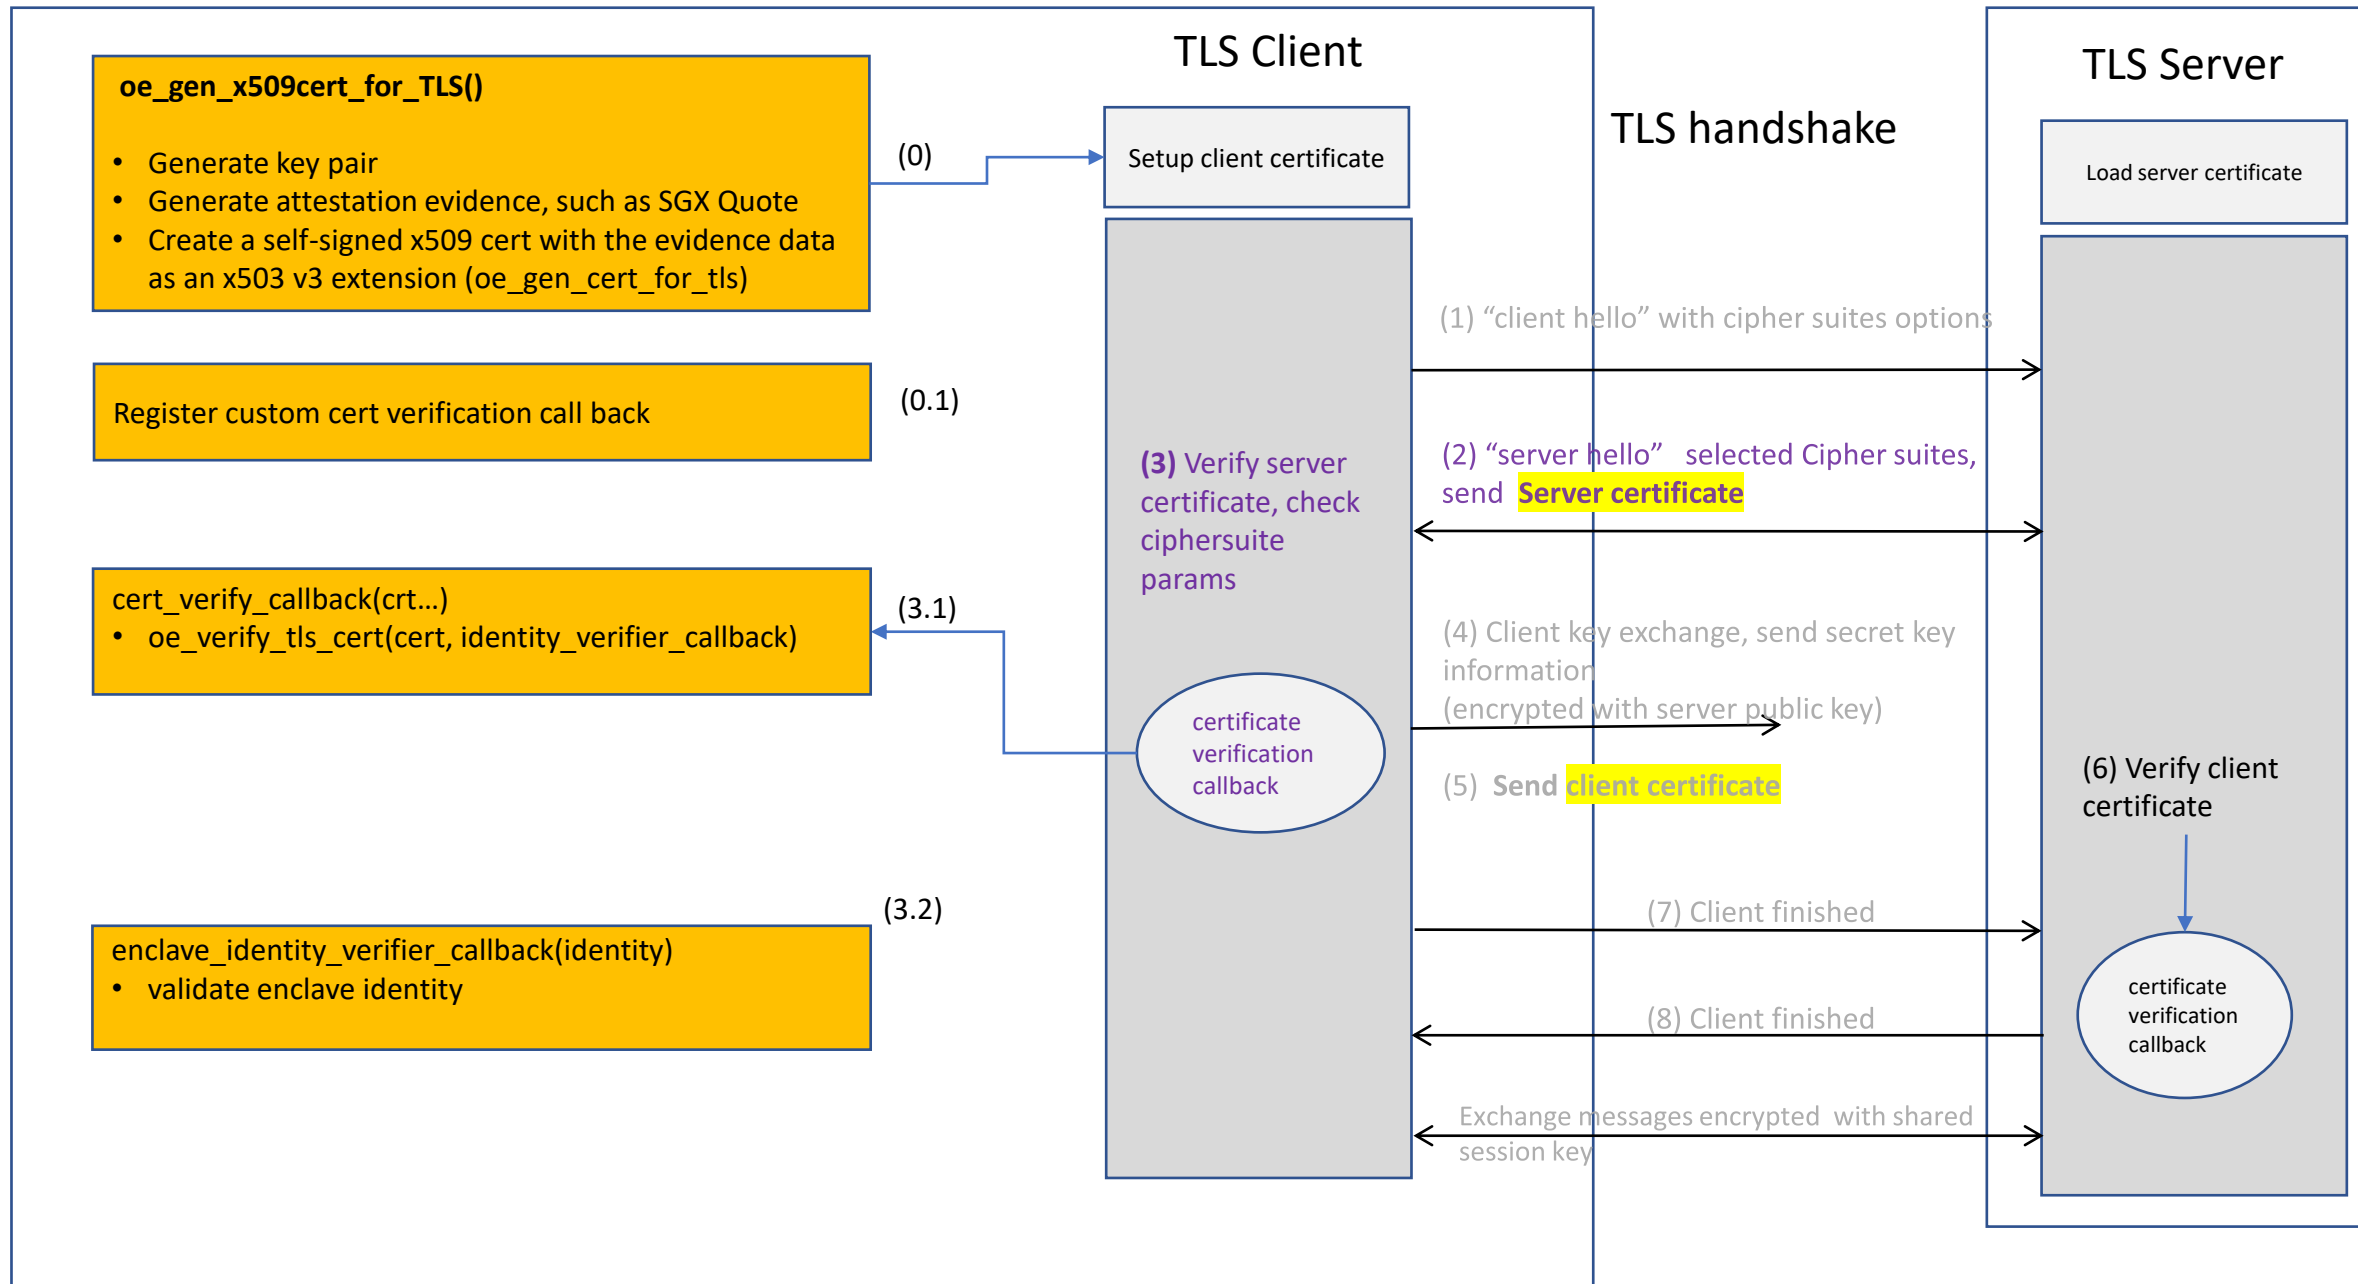 TLS Client
TLS Server
TLS handshake
oe_gen_x509cert_for_TLS()
• Generate key pair
• Generate attestation evidence, such as SGX Quote
• Create a self-signed x509 cert with the evidence data
as an x503 v3 extension (oe_gen_cert_for_tls)
(0)
Setup client certificate
Load server certificate
(1) “client hello” with cipher suites options
Register custom cert verification call back
(0.1)
(2) “server hello”   selected Cipher suites,
send  Server certificate
(3) Verify server
certificate, check
ciphersuite
params
cert_verify_callback(crt…)
• oe_verify_tls_cert(cert, identity_verifier_callback)
(3.1)
(4) Client key exchange, send secret key
information
(encrypted with server public key)
certificate
verification
callback
(5)  Send client certificate
(6) Verify client
certificate
(3.2)
enclave_identity_verifier_callback(identity)
• validate enclave identity
(7) Client finished
certificate
verification
callback
(8) Client finished
Exchange messages encrypted  with shared
session key